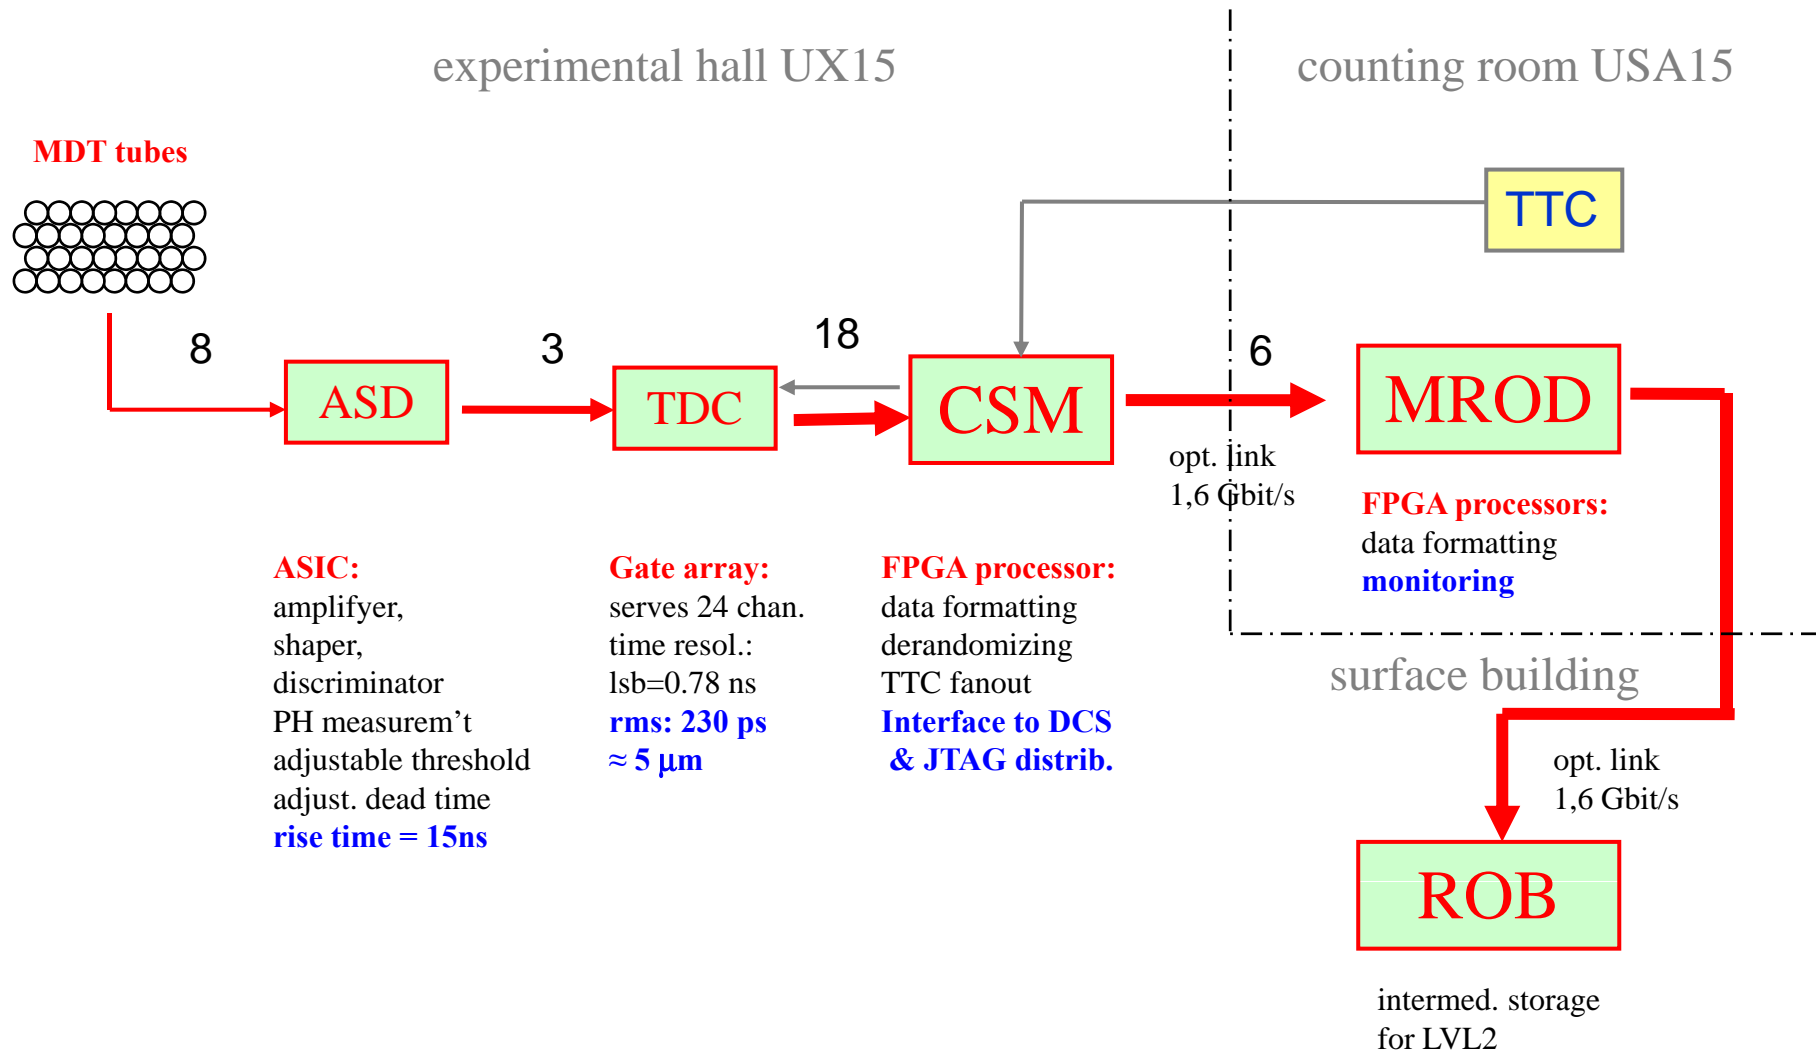 experimental hall UX15
counting room USA15
MDT tubes
TTC
8
3
18
6
ASD
TDC
CSM
MROD
opt. link
1,6 Gbit/s
FPGA processors:
data formatting
monitoring
ASIC:
amplifyer,
shaper,
discriminator
PH measurem't
adjustable threshold
adjust. dead time
rise time = 15ns
Gate array:
serves 24 chan.
time resol.:
lsb=0.78 ns
rms: 230 ps
≈ 5 μm
FPGA processor:
data formatting
derandomizing
TTC fanout
Interface to DCS
& JTAG distrib.
surface building
opt. link
1,6 Gbit/s
ROB
intermed. storage
for LVL2